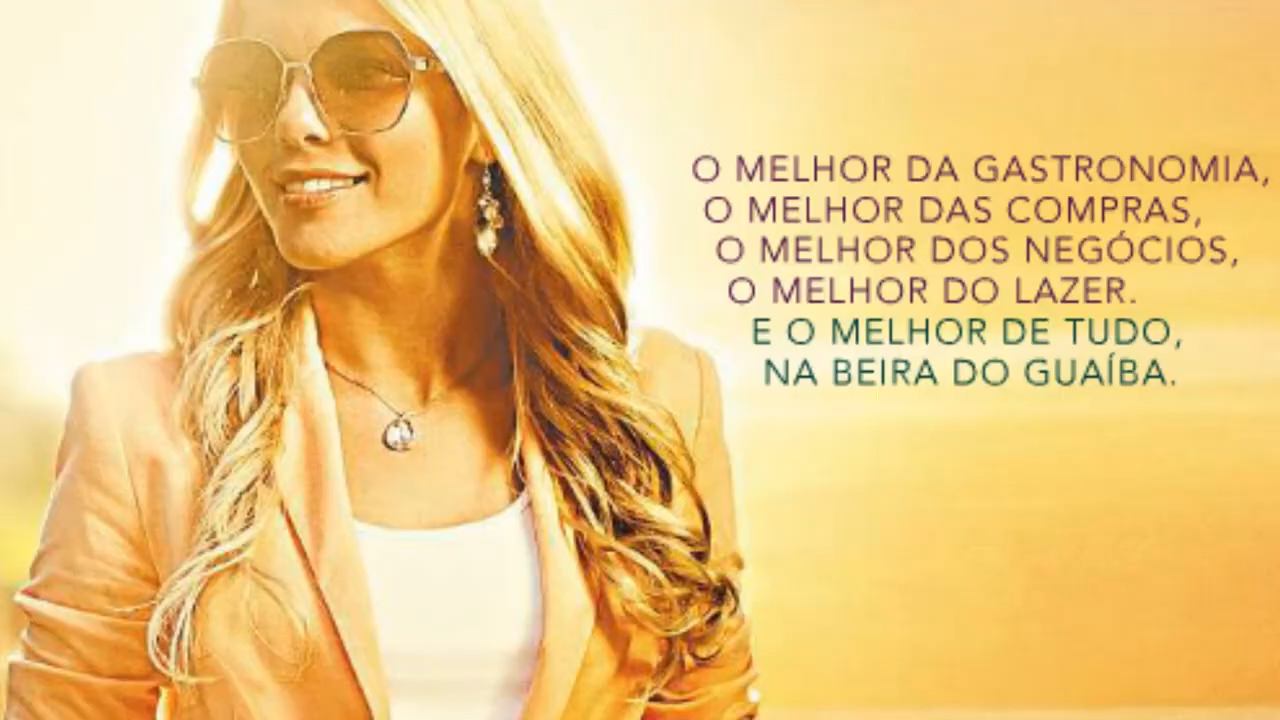 O MELHOR DA GASTRONOMIA,
O MELHOR DAS COMPRAS,
O MELHOR DOS NEGÓCIOS,
O MELHOR DO LAZER.
E O MELHOR DE TUDO,
NA BEIRA DO GUAÍBA.